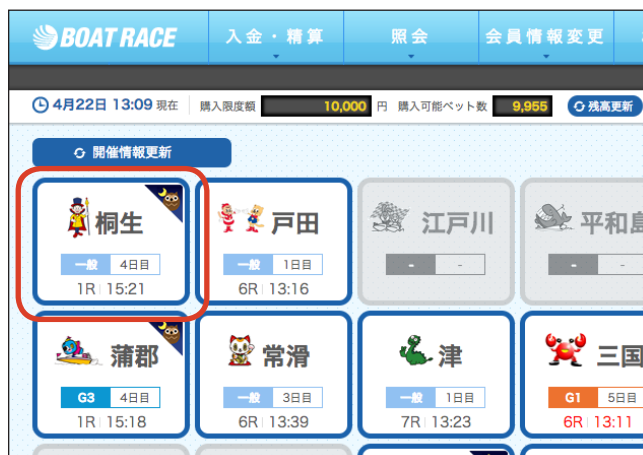 BOAT RACE 入金・精算 照会 会員情報変更
4月22日 13:09 現在 購入限度額 10,000 円 購入可能ベット数 9,955 残高更新
開催情報更新
桐生
一般 4日目
1R 15:21
戸田
一般 1日目
6R 13:16
江戸川
- -
平和島
- -
蒲郡
G3 4日目
1R 15:18
常滑
一般 3日目
6R 13:39
津
一般 1日目
7R 13:23
三国
G1 5日目
6R 13:11